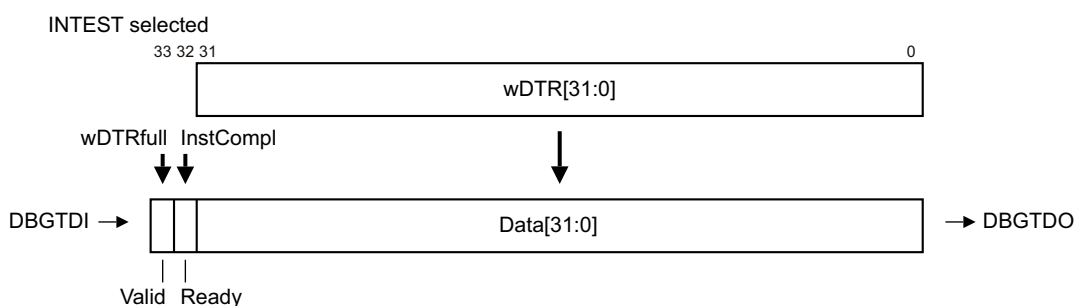 INTEST selected
33 32 31 0
wDTR[31:0]
wDTRfull InstCompl
DBGTDI Data[31:0] DBGTDO
Valid Ready